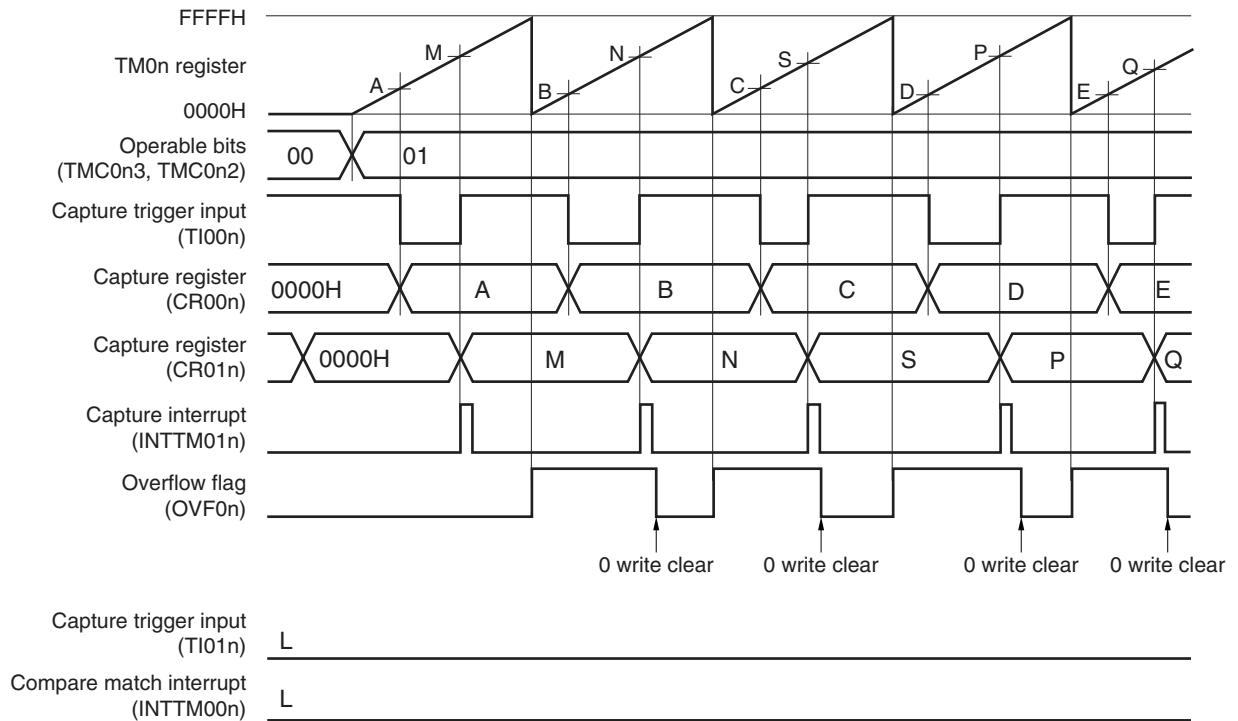 FFFFH
TM0n register
0000H
M
A
N
B
S
C
P
D
Q
E
Operable bits
(TMC0n3, TMC0n2)
00
01
Capture trigger input
(TI00n)
Capture register
(CR00n)
0000H
A
B
C
D
E
Capture register
(CR01n)
0000H
M
N
S
P
Q
Capture interrupt
(INTTM01n)
Overflow flag
(OVF0n)
0 write clear
0 write clear
0 write clear
0 write clear
Capture trigger input
(TI01n)
L
Compare match interrupt
(INTTM00n)
L